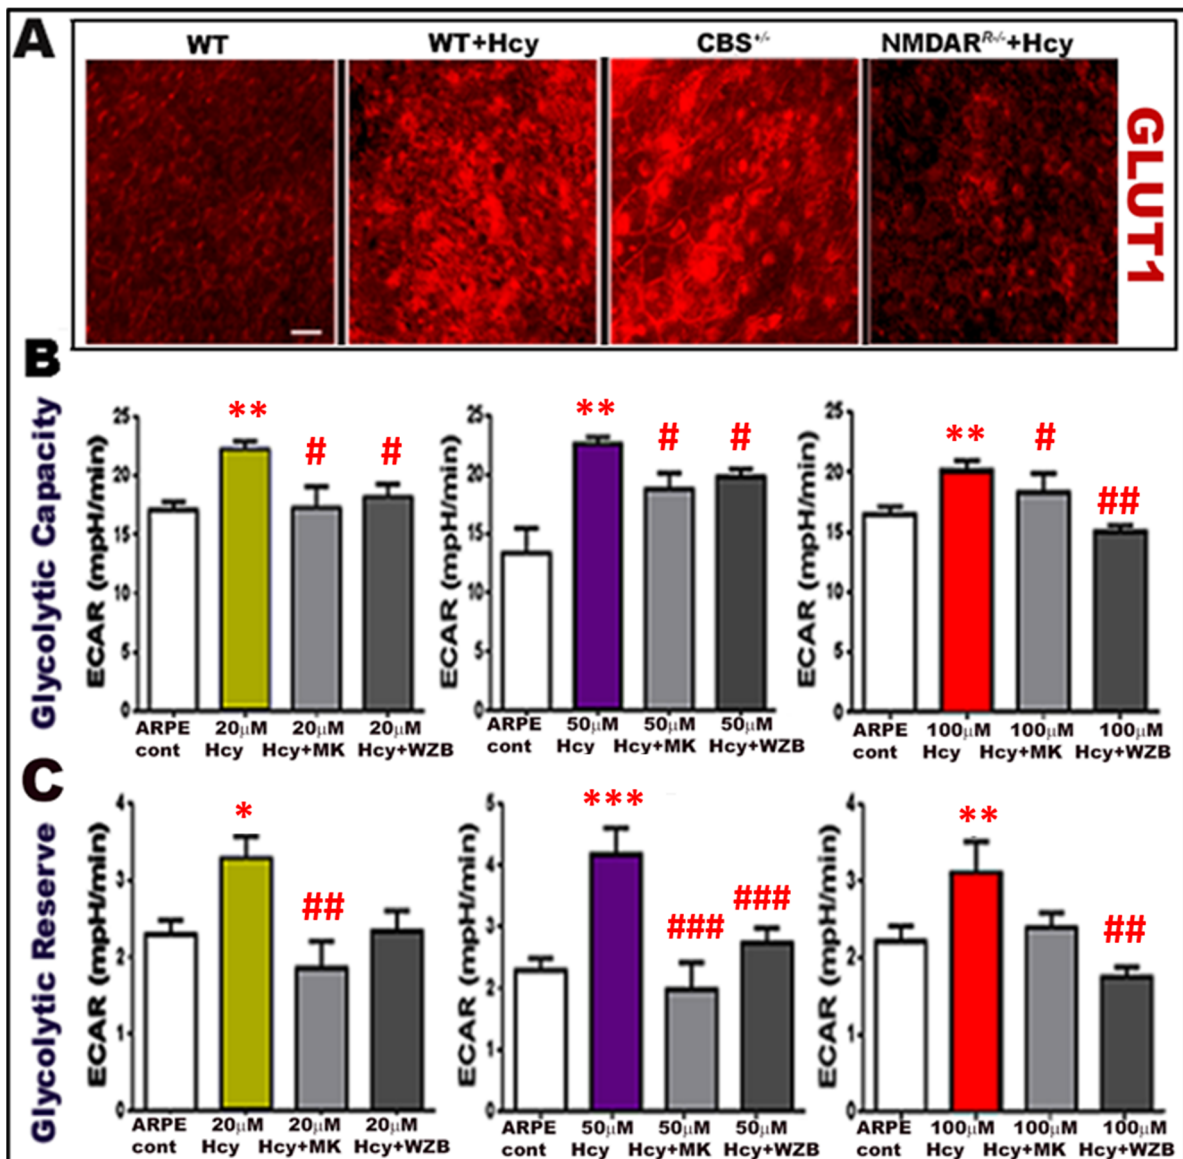 A
WT
WT+Hcy
CBS+/-
NMDARR-/-+Hcy
GLUT1
B
Glycolytic Capacity
ECAR (mpH/min)
25
20
15
10
5
0
**
#
#
ARPE cont
20µM Hcy
20µM Hcy+MK
20µM Hcy+WZB
ECAR (mpH/min)
25
20
15
10
5
0
**
#
#
ARPE cont
50µM Hcy
50µM Hcy+MK
50µM Hcy+WZB
ECAR (mpH/min)
25
20
15
10
5
0
**
#
##
ARPE cont
100µM Hcy
100µM Hcy+MK
100µM Hcy+WZB
C
Glycolytic Reserve
ECAR (mpH/min)
4
3
2
1
0
*
##
ARPE cont
20µM Hcy
20µM Hcy+MK
20µM Hcy+WZB
ECAR (mpH/min)
5
4
3
2
1
0
***
###
###
ARPE cont
50µM Hcy
50µM Hcy+MK
50µM Hcy+WZB
ECAR (mpH/min)
4
3
2
1
0
**
##
ARPE cont
100µM Hcy
100µM Hcy+MK
100µM Hcy+WZB